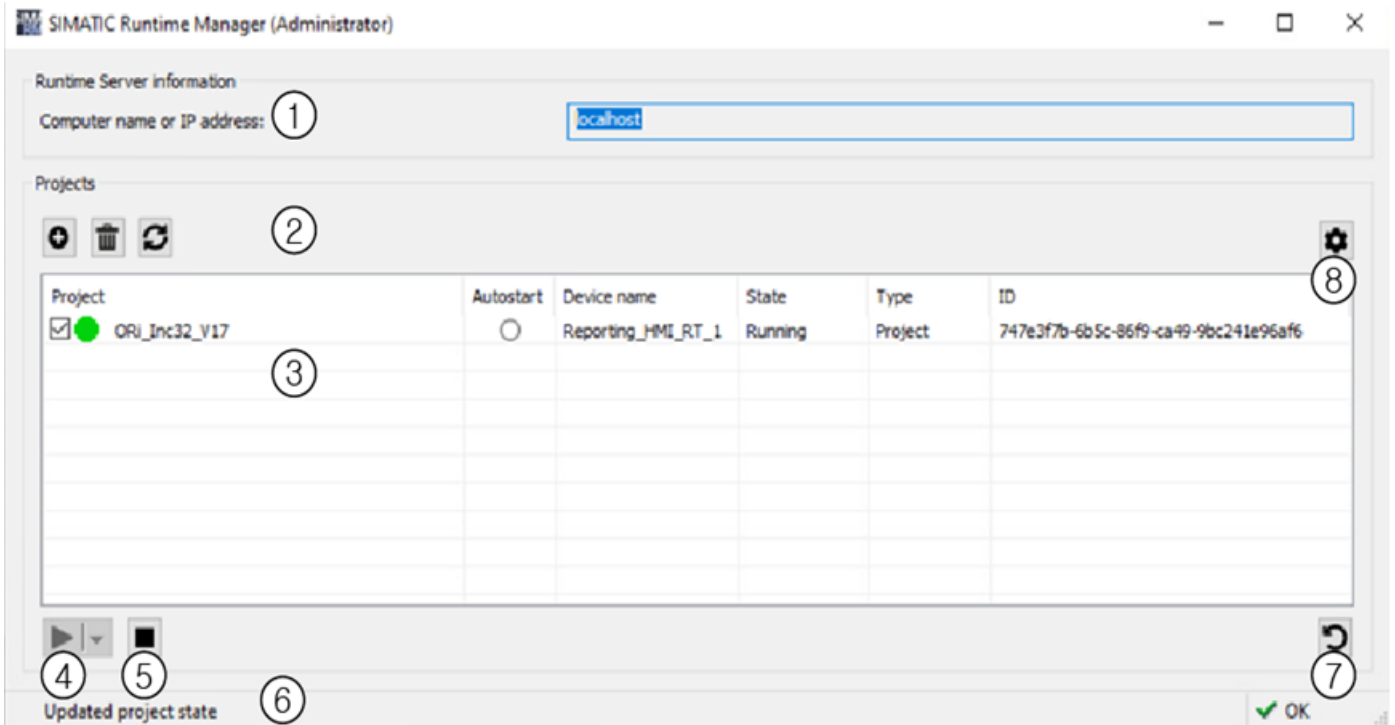 SIMATIC Runtime Manager (Administrator)
Runtime Server information
Computer name or IP address: 1 localhost
Projects
2
8
Project Autostart Device name State Type ID
ORi_Inc32_V17 Reporting_HMI_RT_1 Running Project 747e3f7b-6b5c-86f9-ca49-9bc241e96af6
3
4 5 7
6
Updated project state OK